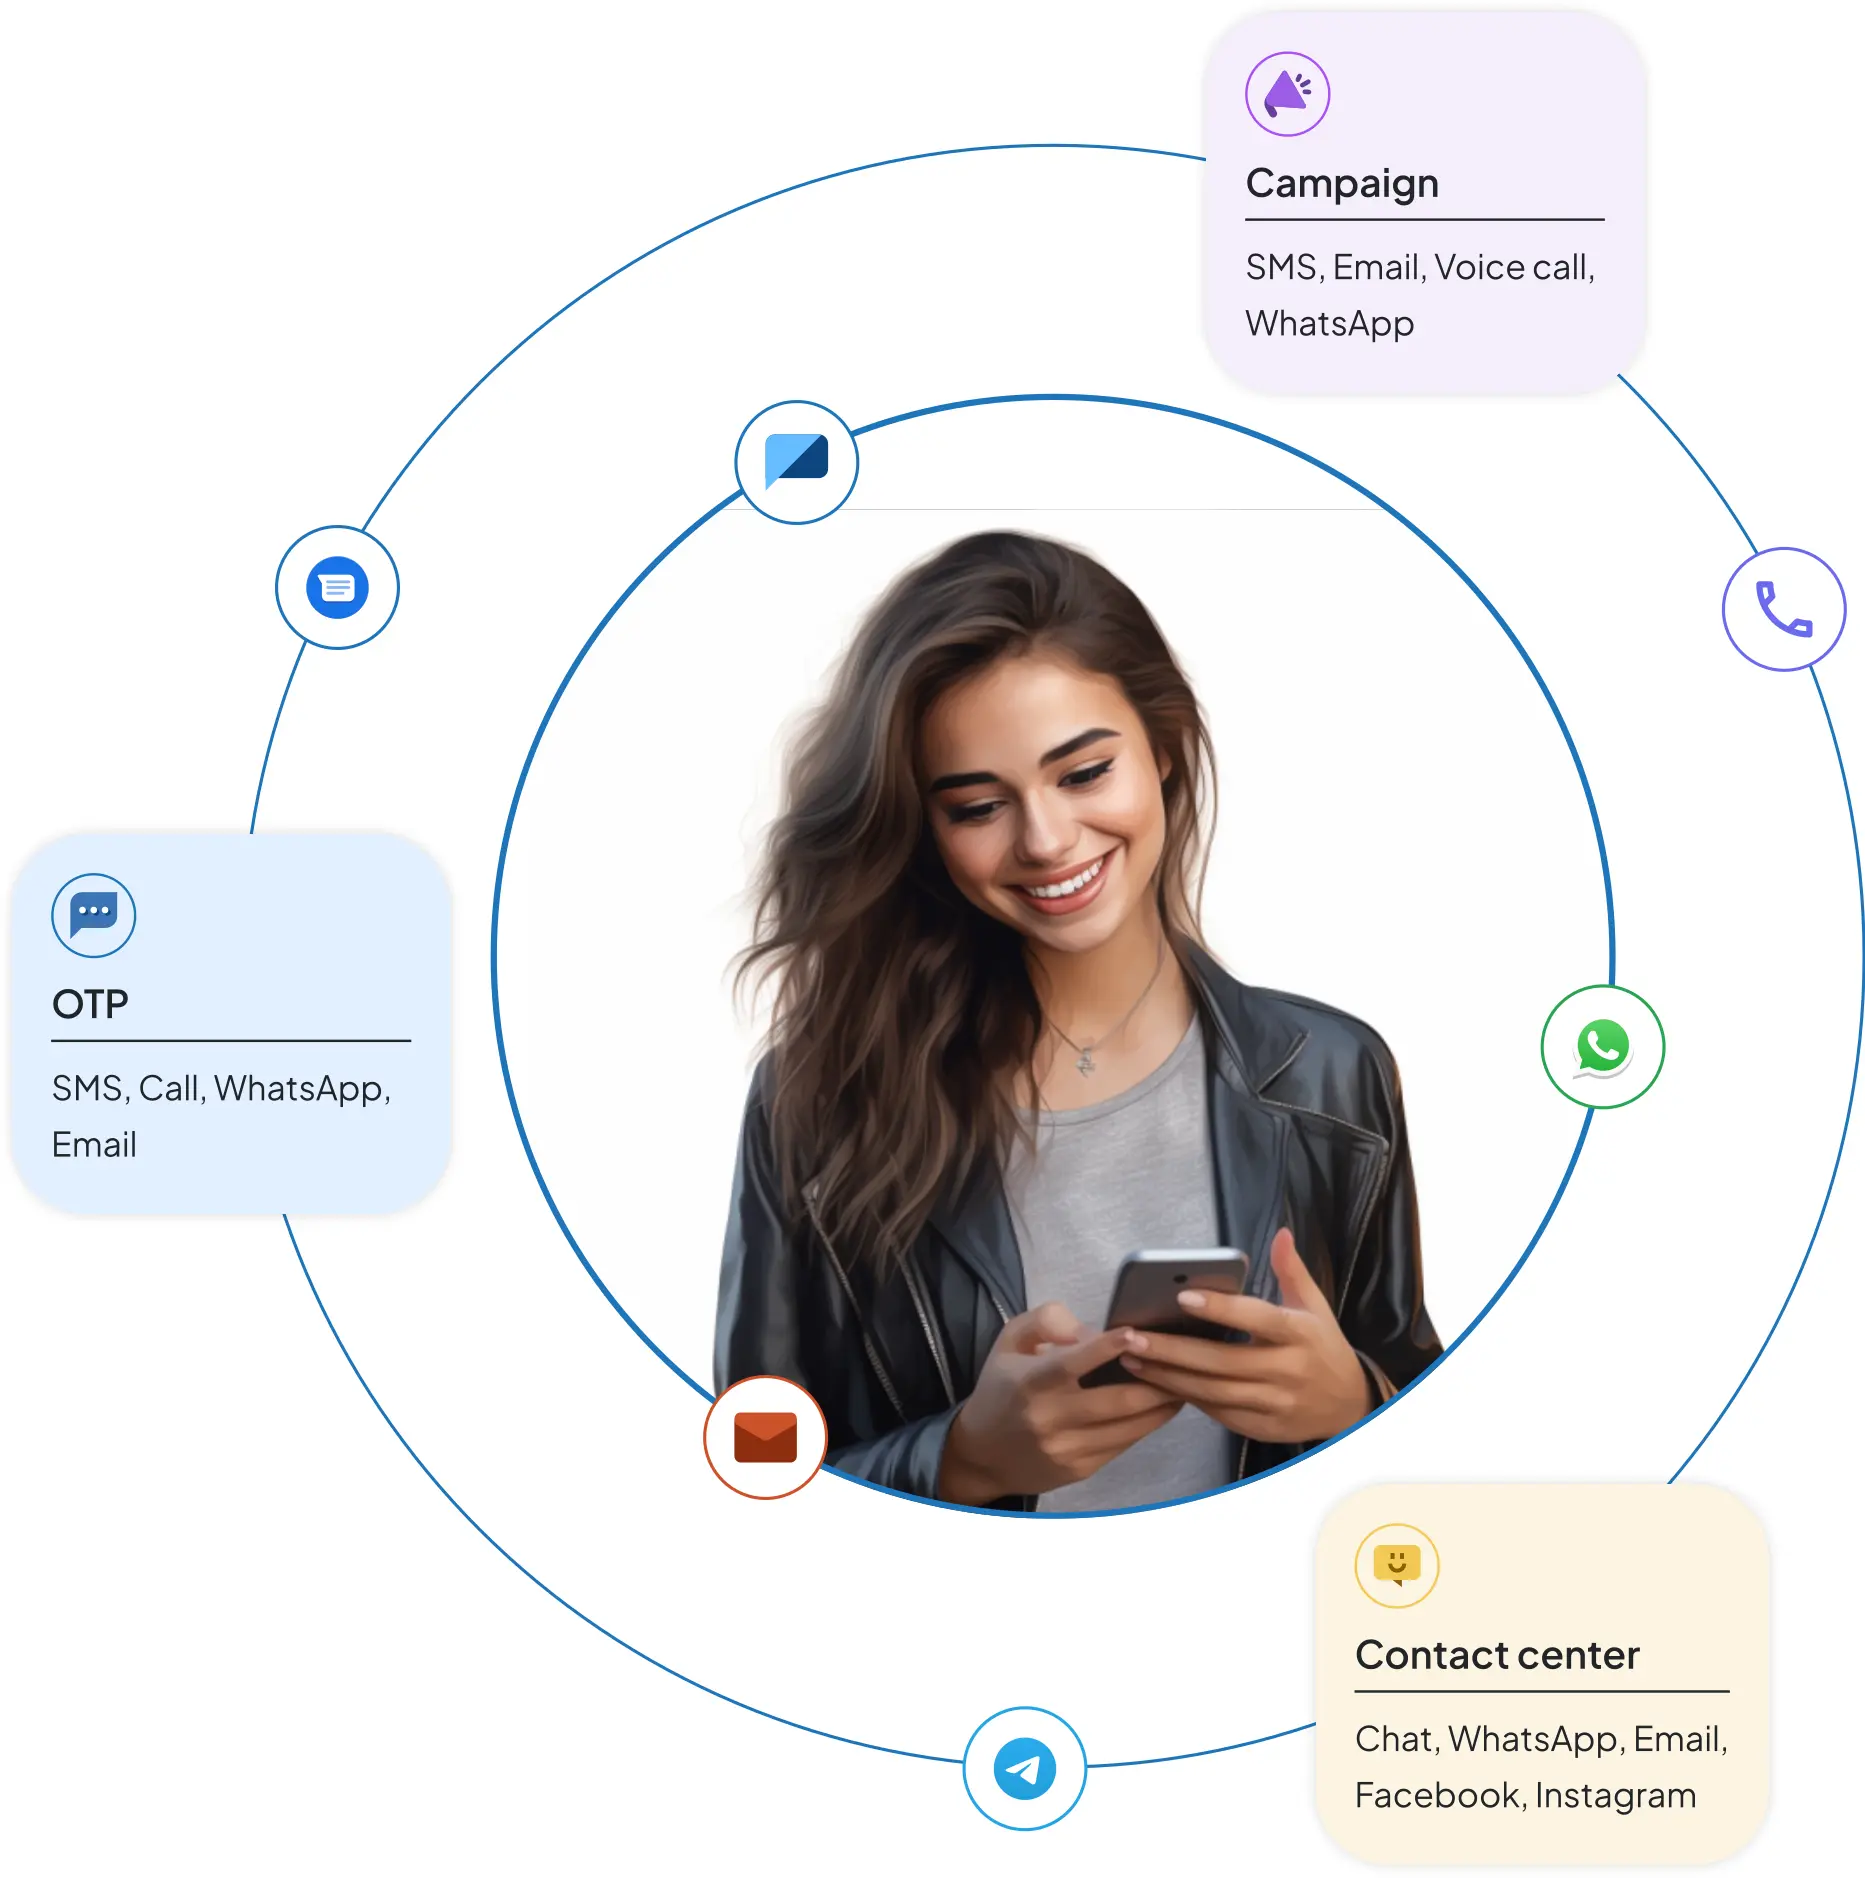 Campaign
SMS, Email, Voice call,
WhatsApp
OTP
SMS, Call, WhatsApp,
Email
Contact center
Chat, WhatsApp, Email,
Facebook, Instagram